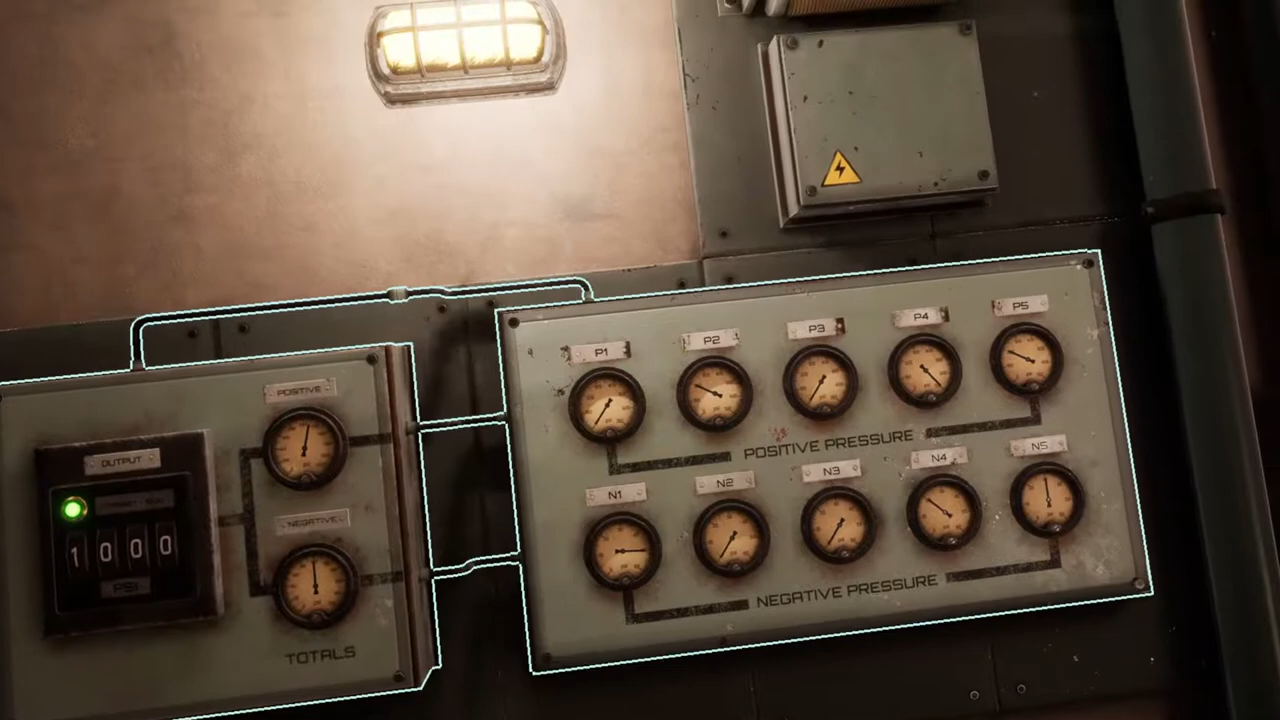 POSITIVE
OUTPUT
1000
PSI
NEGATIVE
TOTALS
P1
P2
P3
P4
P5
POSITIVE PRESSURE
N1
N2
N3
N4
N5
NEGATIVE PRESSURE